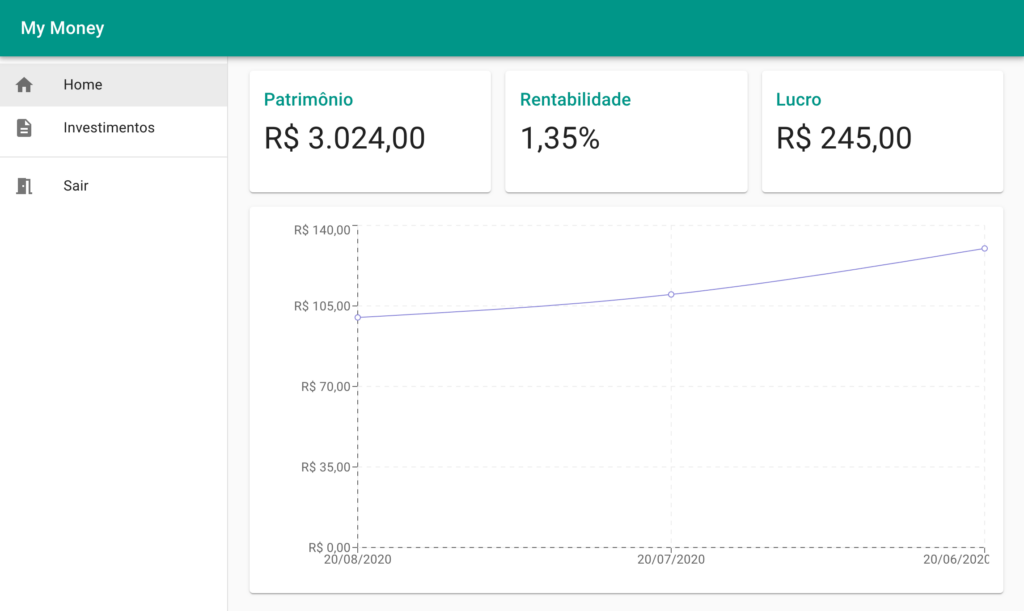 My Money
Home
Investimentos
Sair
Patrimônio
R$ 3.024,00
Rentabilidade
1,35%
Lucro
R$ 245,00
R$ 140,00
R$ 105,00
R$ 70,00
R$ 35,00
R$ 0,00
20/08/2020
20/07/2020
20/06/2020